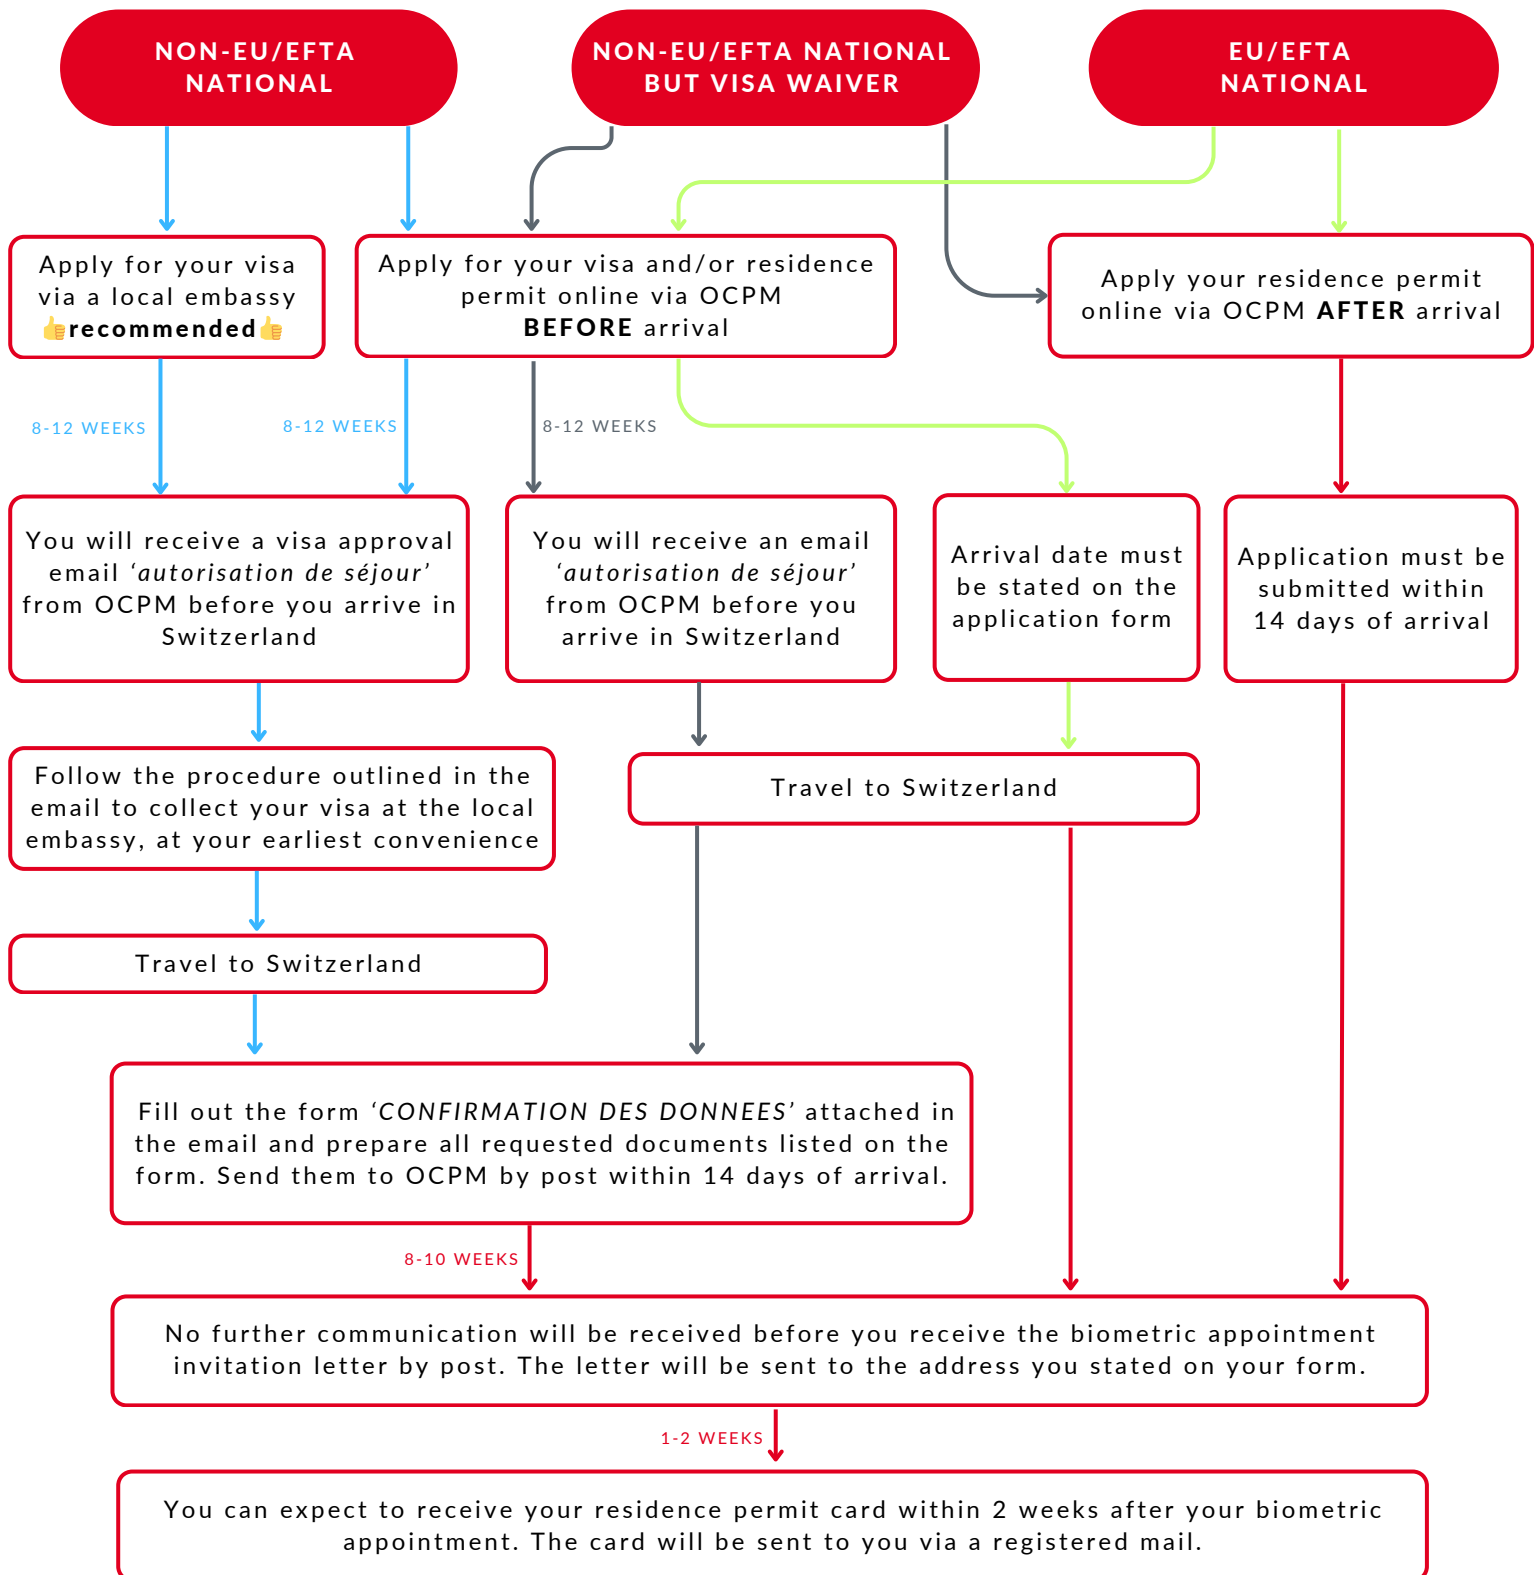 NON-EU/EFTA
NATIONAL
NON-EU/EFTA NATIONAL
BUT VISA WAIVER
EU/EFTA
NATIONAL
Apply for your visa
via a local embassy
👍recommended👍
Apply for your visa and/or residence
permit online via OCPM
BEFORE arrival
Apply your residence permit
online via OCPM AFTER arrival
8-12 WEEKS
8-12 WEEKS
8-12 WEEKS
You will receive a visa approval
email ‘autorisation de séjour’
from OCPM before you arrive in
Switzerland
You will receive an email
‘autorisation de séjour’
from OCPM before you
arrive in Switzerland
Arrival date must
be stated on the
application form
Application must be
submitted within
14 days of arrival
Follow the procedure outlined in the
email to collect your visa at the local
embassy, at your earliest convenience
Travel to Switzerland
Travel to Switzerland
Fill out the form ‘CONFIRMATION DES DONNEES’ attached in
the email and prepare all requested documents listed on the
form. Send them to OCPM by post within 14 days of arrival.
8-10 WEEKS
No further communication will be received before you receive the biometric appointment
invitation letter by post. The letter will be sent to the address you stated on your form.
1-2 WEEKS
You can expect to receive your residence permit card within 2 weeks after your biometric
appointment. The card will be sent to you via a registered mail.